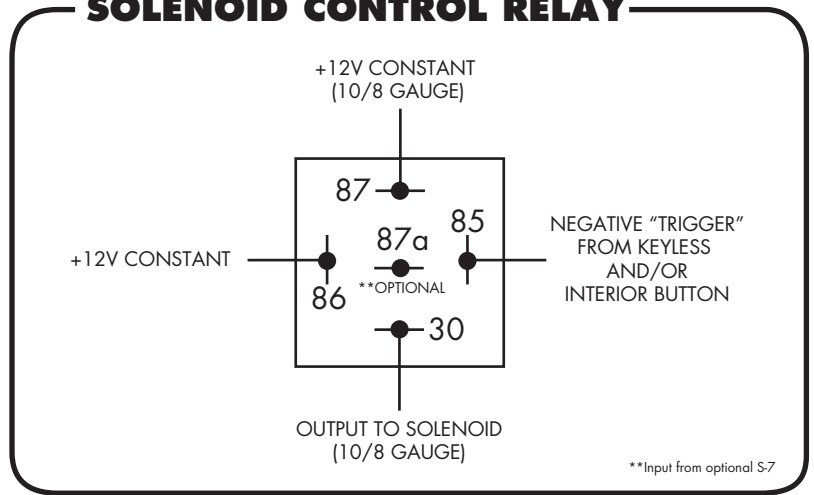 SOLENOID CONTROL RELAY
+12V CONSTANT
(10/8 GAUGE)
87
85
87a
**OPTIONAL
+12V CONSTANT
86
NEGATIVE “TRIGGER”
FROM KEYLESS
AND/OR
INTERIOR BUTTON
30
OUTPUT TO SOLENOID
(10/8 GAUGE)
**Input from optional S-7